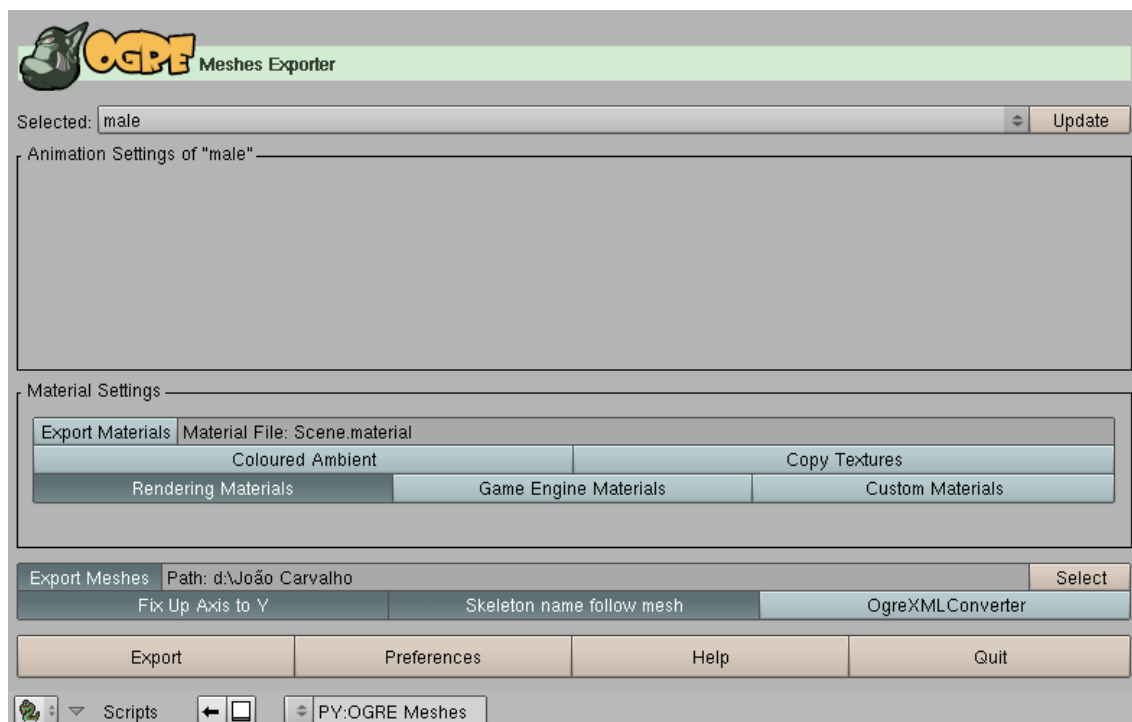 OGRE Meshes Exporter
Selected: male Update
Animation Settings of "male"
Material Settings
Export Materials Material File: Scene.material
Coloured Ambient Copy Textures
Rendering Materials Game Engine Materials Custom Materials
Export Meshes Path: d:\João Carvalho Select
Fix Up Axis to Y Skeleton name follow mesh OgreXMLConverter
Export Preferences Help Quit
Scripts PY:OGRE Meshes